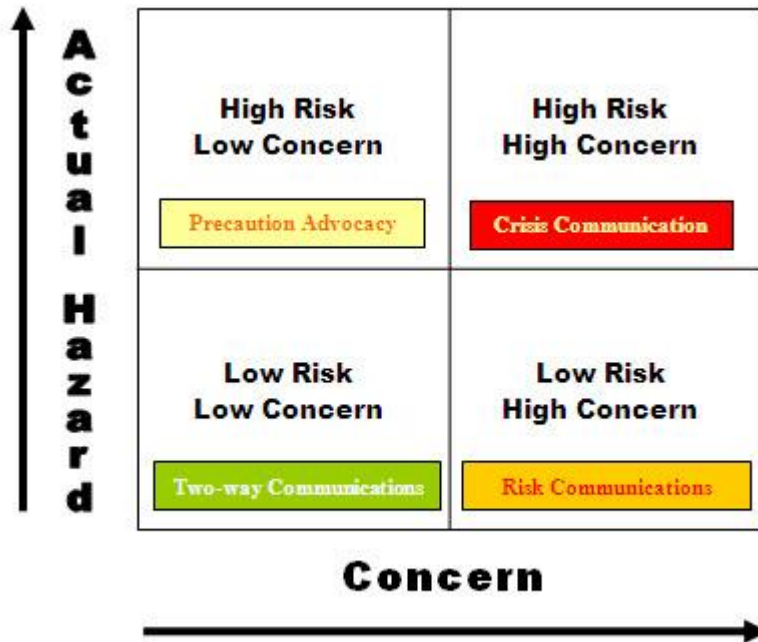 Actual Hazard
High Risk
Low Concern
Precaution Advocacy
High Risk
High Concern
Crisis Communication
Low Risk
Low Concern
Two-way Communications
Low Risk
High Concern
Risk Communications
Concern